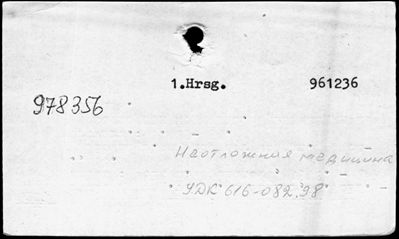 1.Hrsg. 961236
978356
Неотложная медицина
УДК 616-082.98